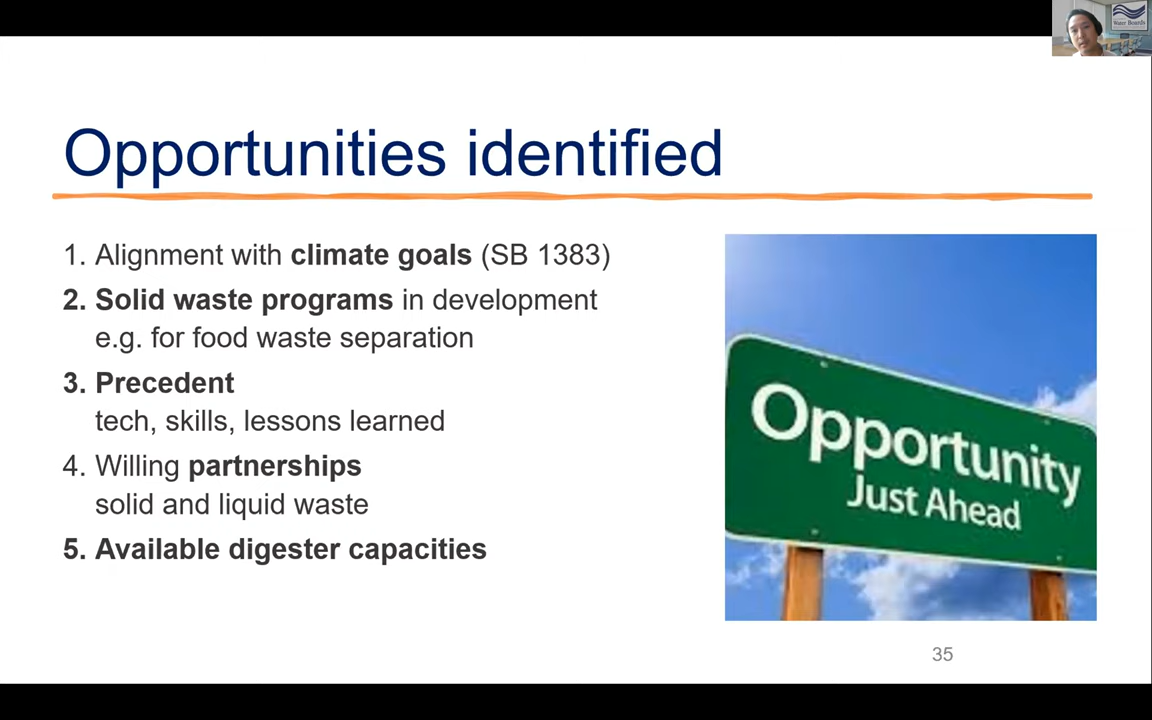 Water Boards
Opportunities identified
1. Alignment with climate goals (SB 1383)
2. Solid waste programs in development
e.g. for food waste separation
3. Precedent
tech, skills, lessons learned
4. Willing partnerships
solid and liquid waste
5. Available digester capacities
Opportunity
Just Ahead
35